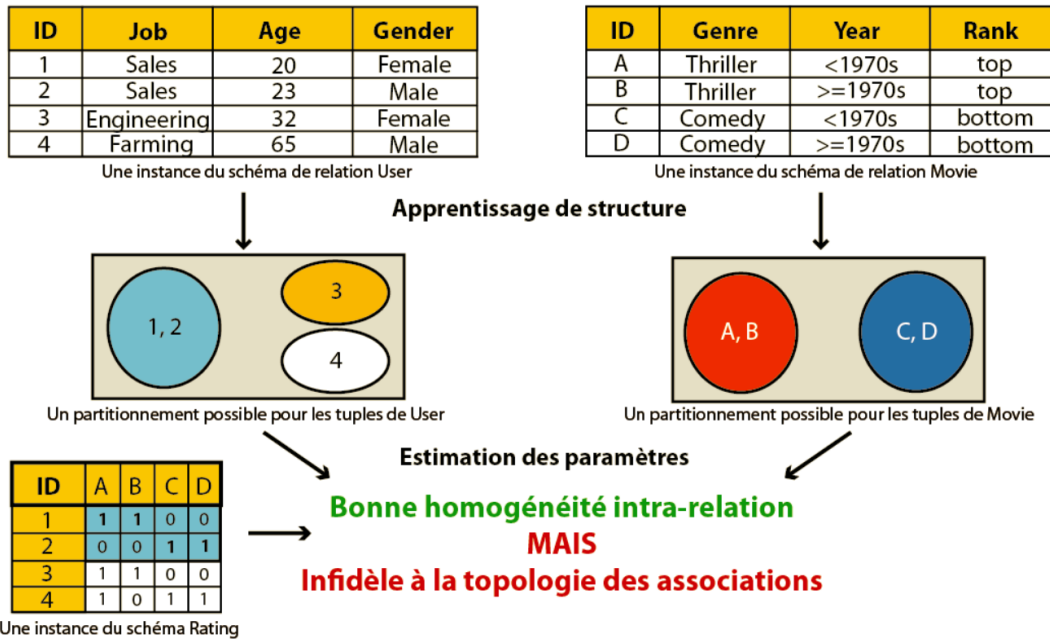 ID Job Age Gender
1 Sales 20 Female
2 Sales 23 Male
3 Engineering 32 Female
4 Farming 65 Male
Une instance du schéma de relation User
ID Genre Year Rank
A Thriller <1970s top
B Thriller >=1970s top
C Comedy <1970s bottom
D Comedy >=1970s bottom
Une instance du schéma de relation Movie
Apprentissage de structure
1, 2
3
4
Un partitionnement possible pour les tuples de User
A, B
C, D
Un partitionnement possible pour les tuples de Movie
Estimation des paramètres
ID A B C D
1 1 1 0 0
2 0 0 1 1
3 1 1 0 0
4 1 0 1 1
Une instance du schéma Rating
Bonne homogénéité intra-relation
MAIS
Infidèle à la topologie des associations